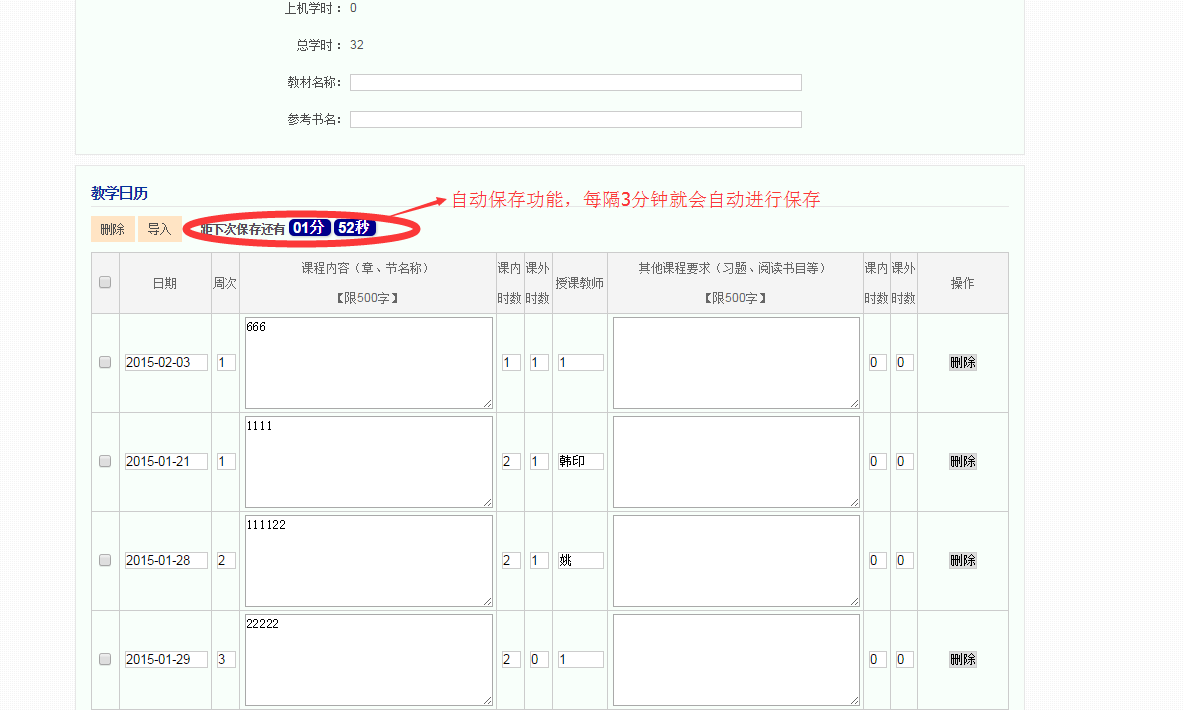 上机学时： 0
总学时： 32
教材名称：
参考书名：
教学日历
自动保存功能，每隔3分钟就会自动进行保存
删除 导入 距下次保存还有 01分 52秒
日期 周次 课程内容（章、节名称） 【限500字】 课内时数 课外时数 授课教师 其他课程要求（习题、阅读书目等） 【限500字】 课内时数 课外时数 操作
2015-02-03 1 666 1 1 1 0 0 删除
2015-01-21 1 1111 2 1 韩印 0 0 删除
2015-01-28 2 111122 2 1 姚 0 0 删除
2015-01-29 3 22222 2 0 1 0 0 删除